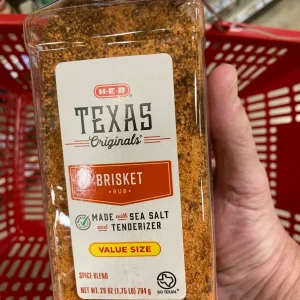 H-E-B
TEXAS
Originals
BRISKET
RUB
MADE with SEA SALT
and TENDERIZER
VALUE SIZE
SPICE BLEND
NET WT. 28 OZ (1.75 LB) 794 g
GO TEXAN.